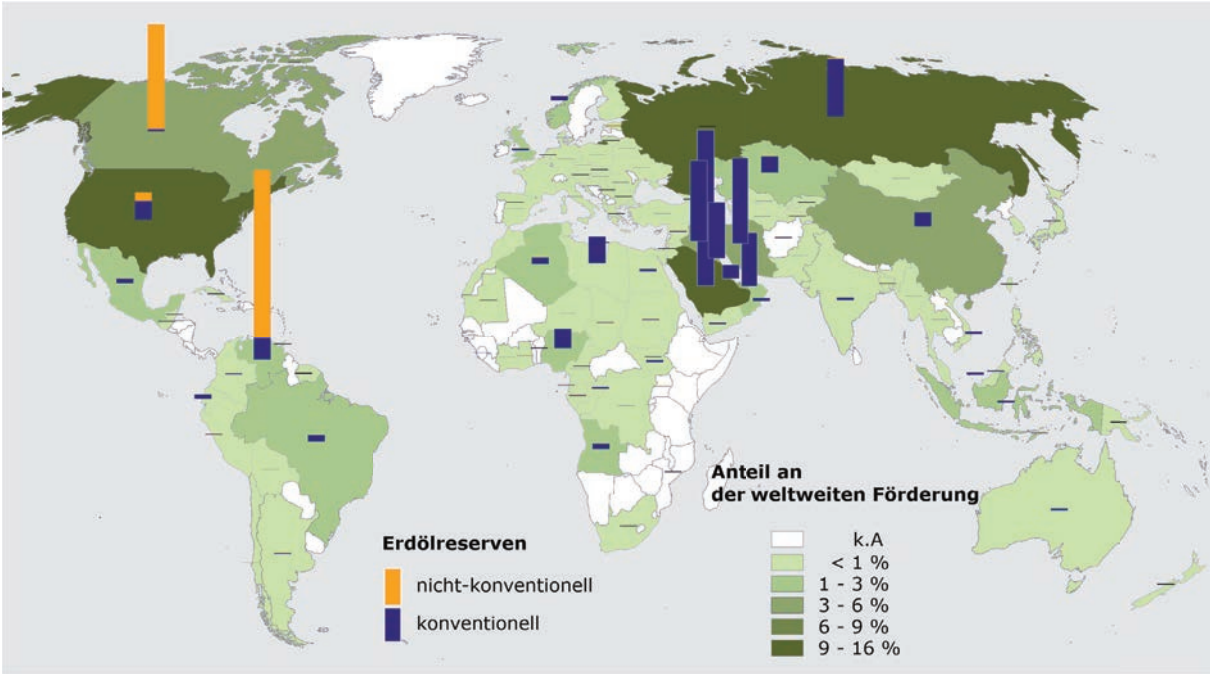 Erdölreserven
nicht-konventionell
konventionell
Anteil an
der weltweiten Förderung
k.A
< 1 %
1 - 3 %
3 - 6 %
6 - 9 %
9 - 16 %